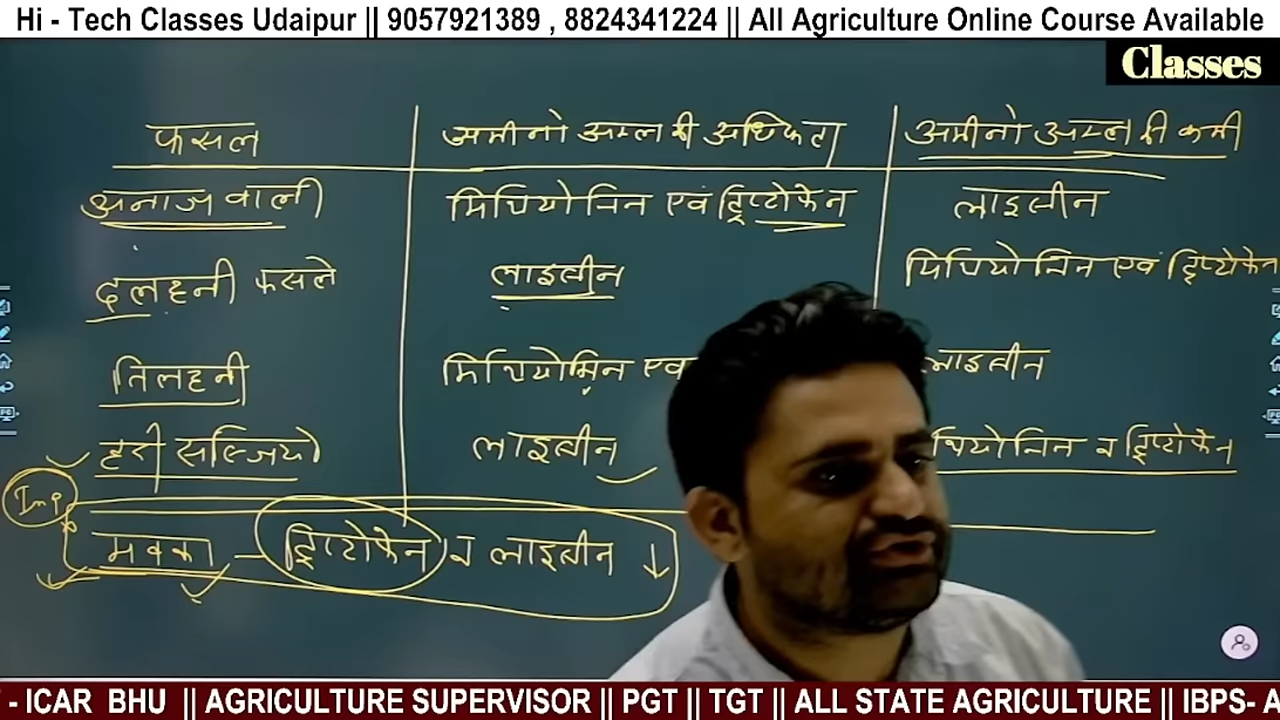 Hi - Tech Classes Udaipur || 9057921389 , 8824341224 || All Agriculture Online Course Available
Classes
फसल अमीनो अम्ल की अधिकता अमीनो अम्ल की कमी
अनाज वाली मिथियोनिन एवं ट्रिप्टोफेन लाइसीन
दलहनी फसले लाइसीन मिथियोनिन एवं ट्रिप्टोफेन
तिलहनी मिथियोनिन एवं लाइसीन
हरी सब्जियो लाइसीन थियोनिन व ट्रिप्टोफेन
Imp
मक्का – ट्रिप्टोफेन व लाइसीन ↓
- ICAR BHU || AGRICULTURE SUPERVISOR || PGT || TGT || ALL STATE AGRICULTURE || IBPS- A